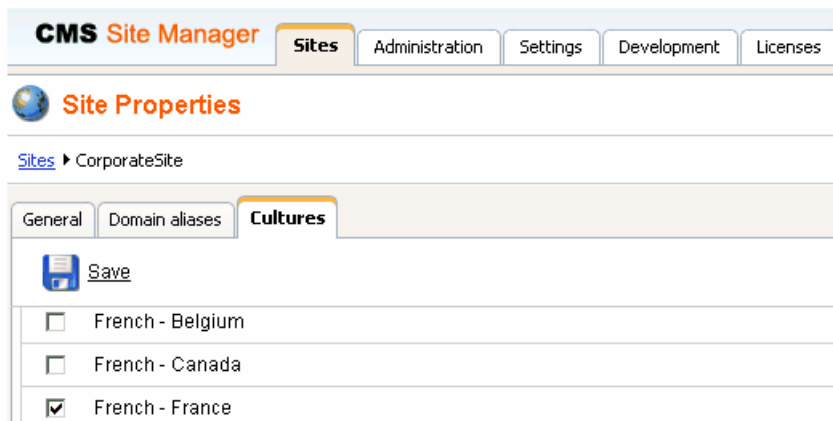 CMS Site Manager Sites Administration Settings Development Licenses
Site Properties
Sites CorporateSite
General Domain aliases Cultures
Save
French - Belgium
French - Canada
French - France